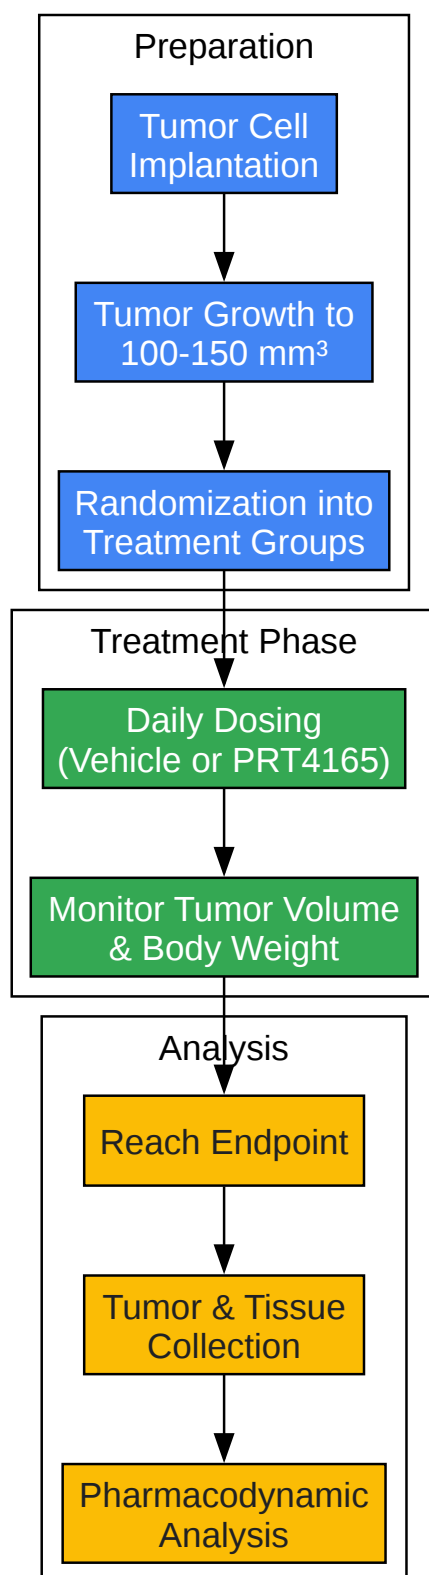 Preparation
Tumor Cell
Implantation
Tumor Growth to
100-150 mm³
Randomization into
Treatment Groups
Treatment Phase
Daily Dosing
(Vehicle or PRT4165)
Monitor Tumor Volume
& Body Weight
Analysis
Reach Endpoint
Tumor & Tissue
Collection
Pharmacodynamic
Analysis